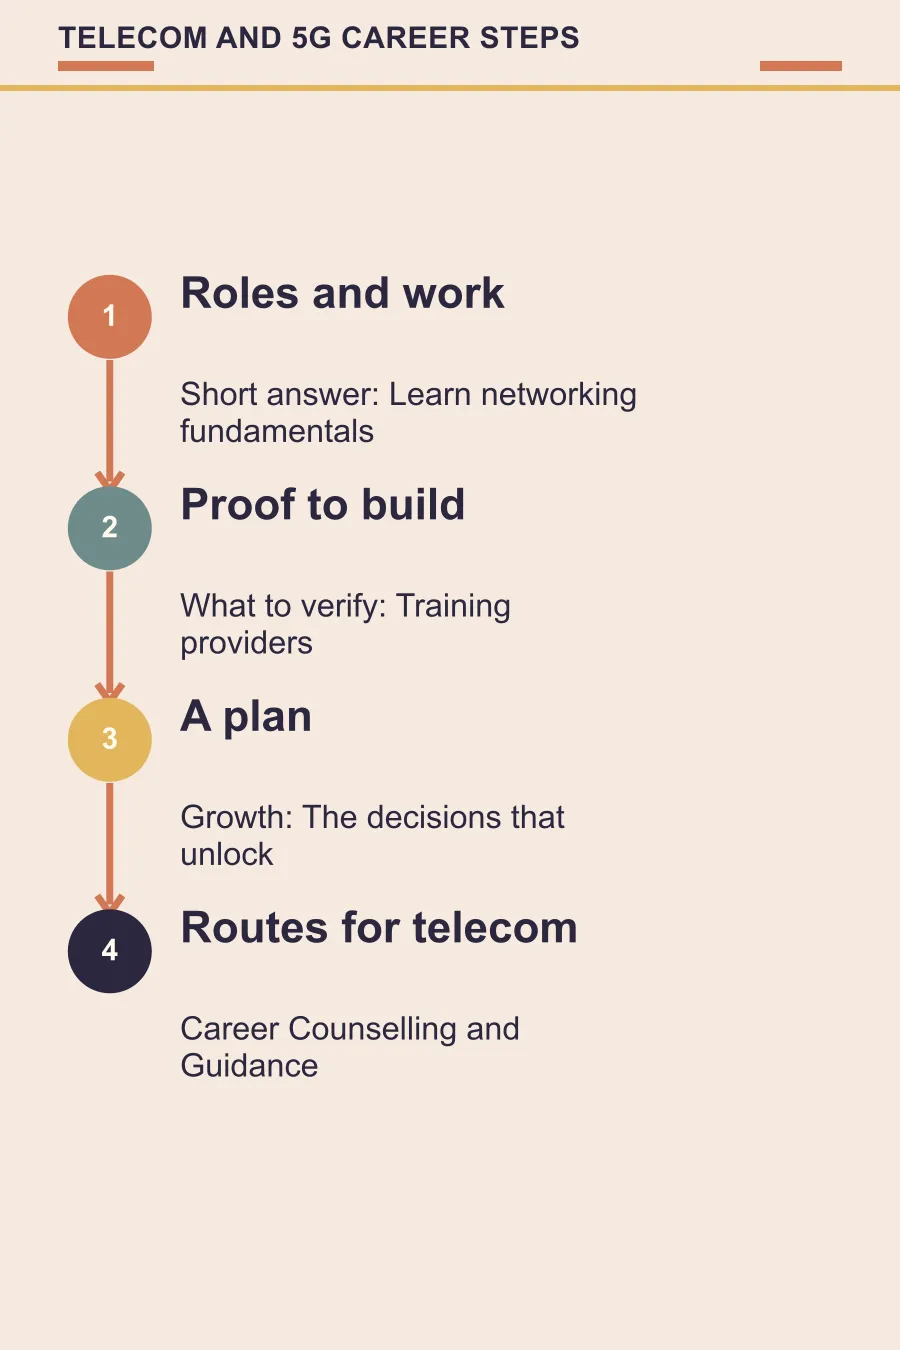 TELECOM AND 5G CAREER STEPS
1
Roles and work
Short answer: Learn networking
fundamentals
2
Proof to build
What to verify: Training
providers
3
A plan
Growth: The decisions that
unlock
4
Routes for telecom
Career Counselling and
Guidance